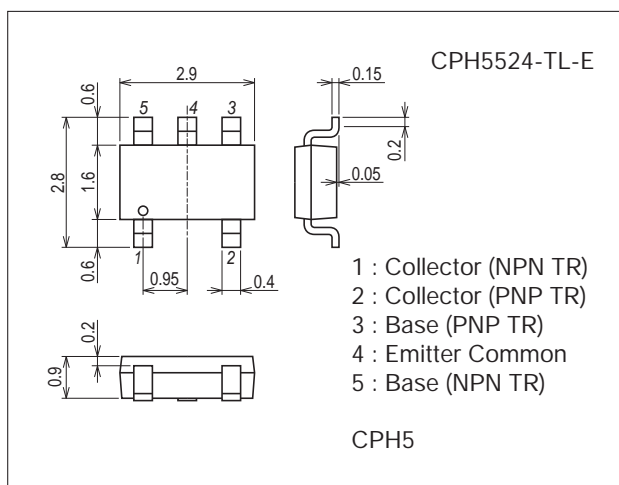 CPH5524-TL-E
2.9
0.15
0.6
5
4
3
0.2
2.8
1.6
0.05
0.6
1
2
0.95
0.4
1 : Collector (NPN TR)
2 : Collector (PNP TR)
3 : Base (PNP TR)
4 : Emitter Common
5 : Base (NPN TR)
0.2
0.9
CPH5